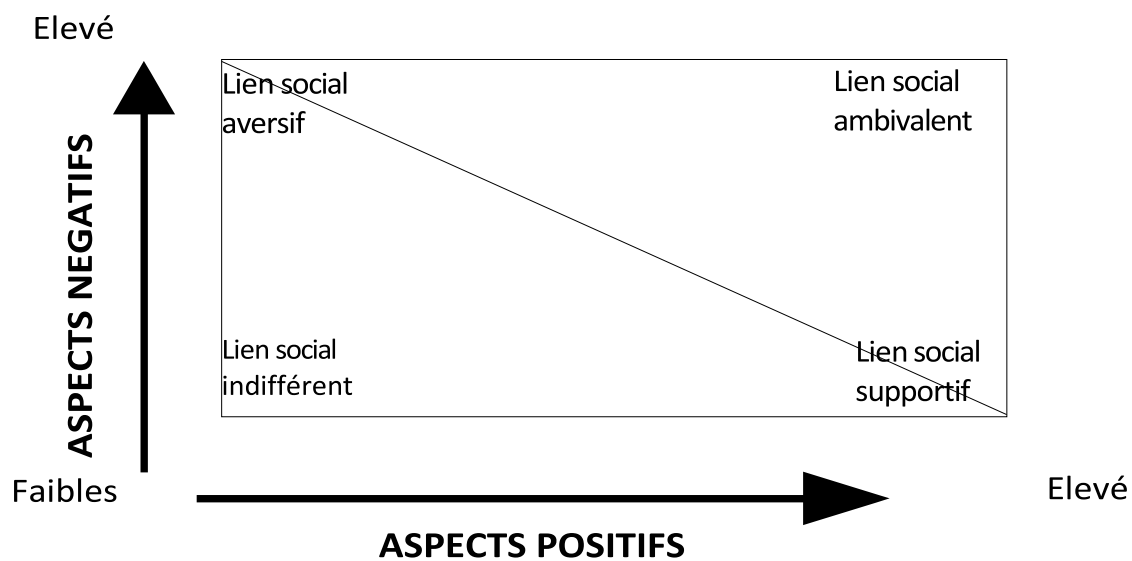 Elevé
Lien social
aversif
Lien social
ambivalent
ASPECTS NEGATIFS
Lien social
indifférent
Lien social
supportif
Faibles
Elevé
ASPECTS POSITIFS